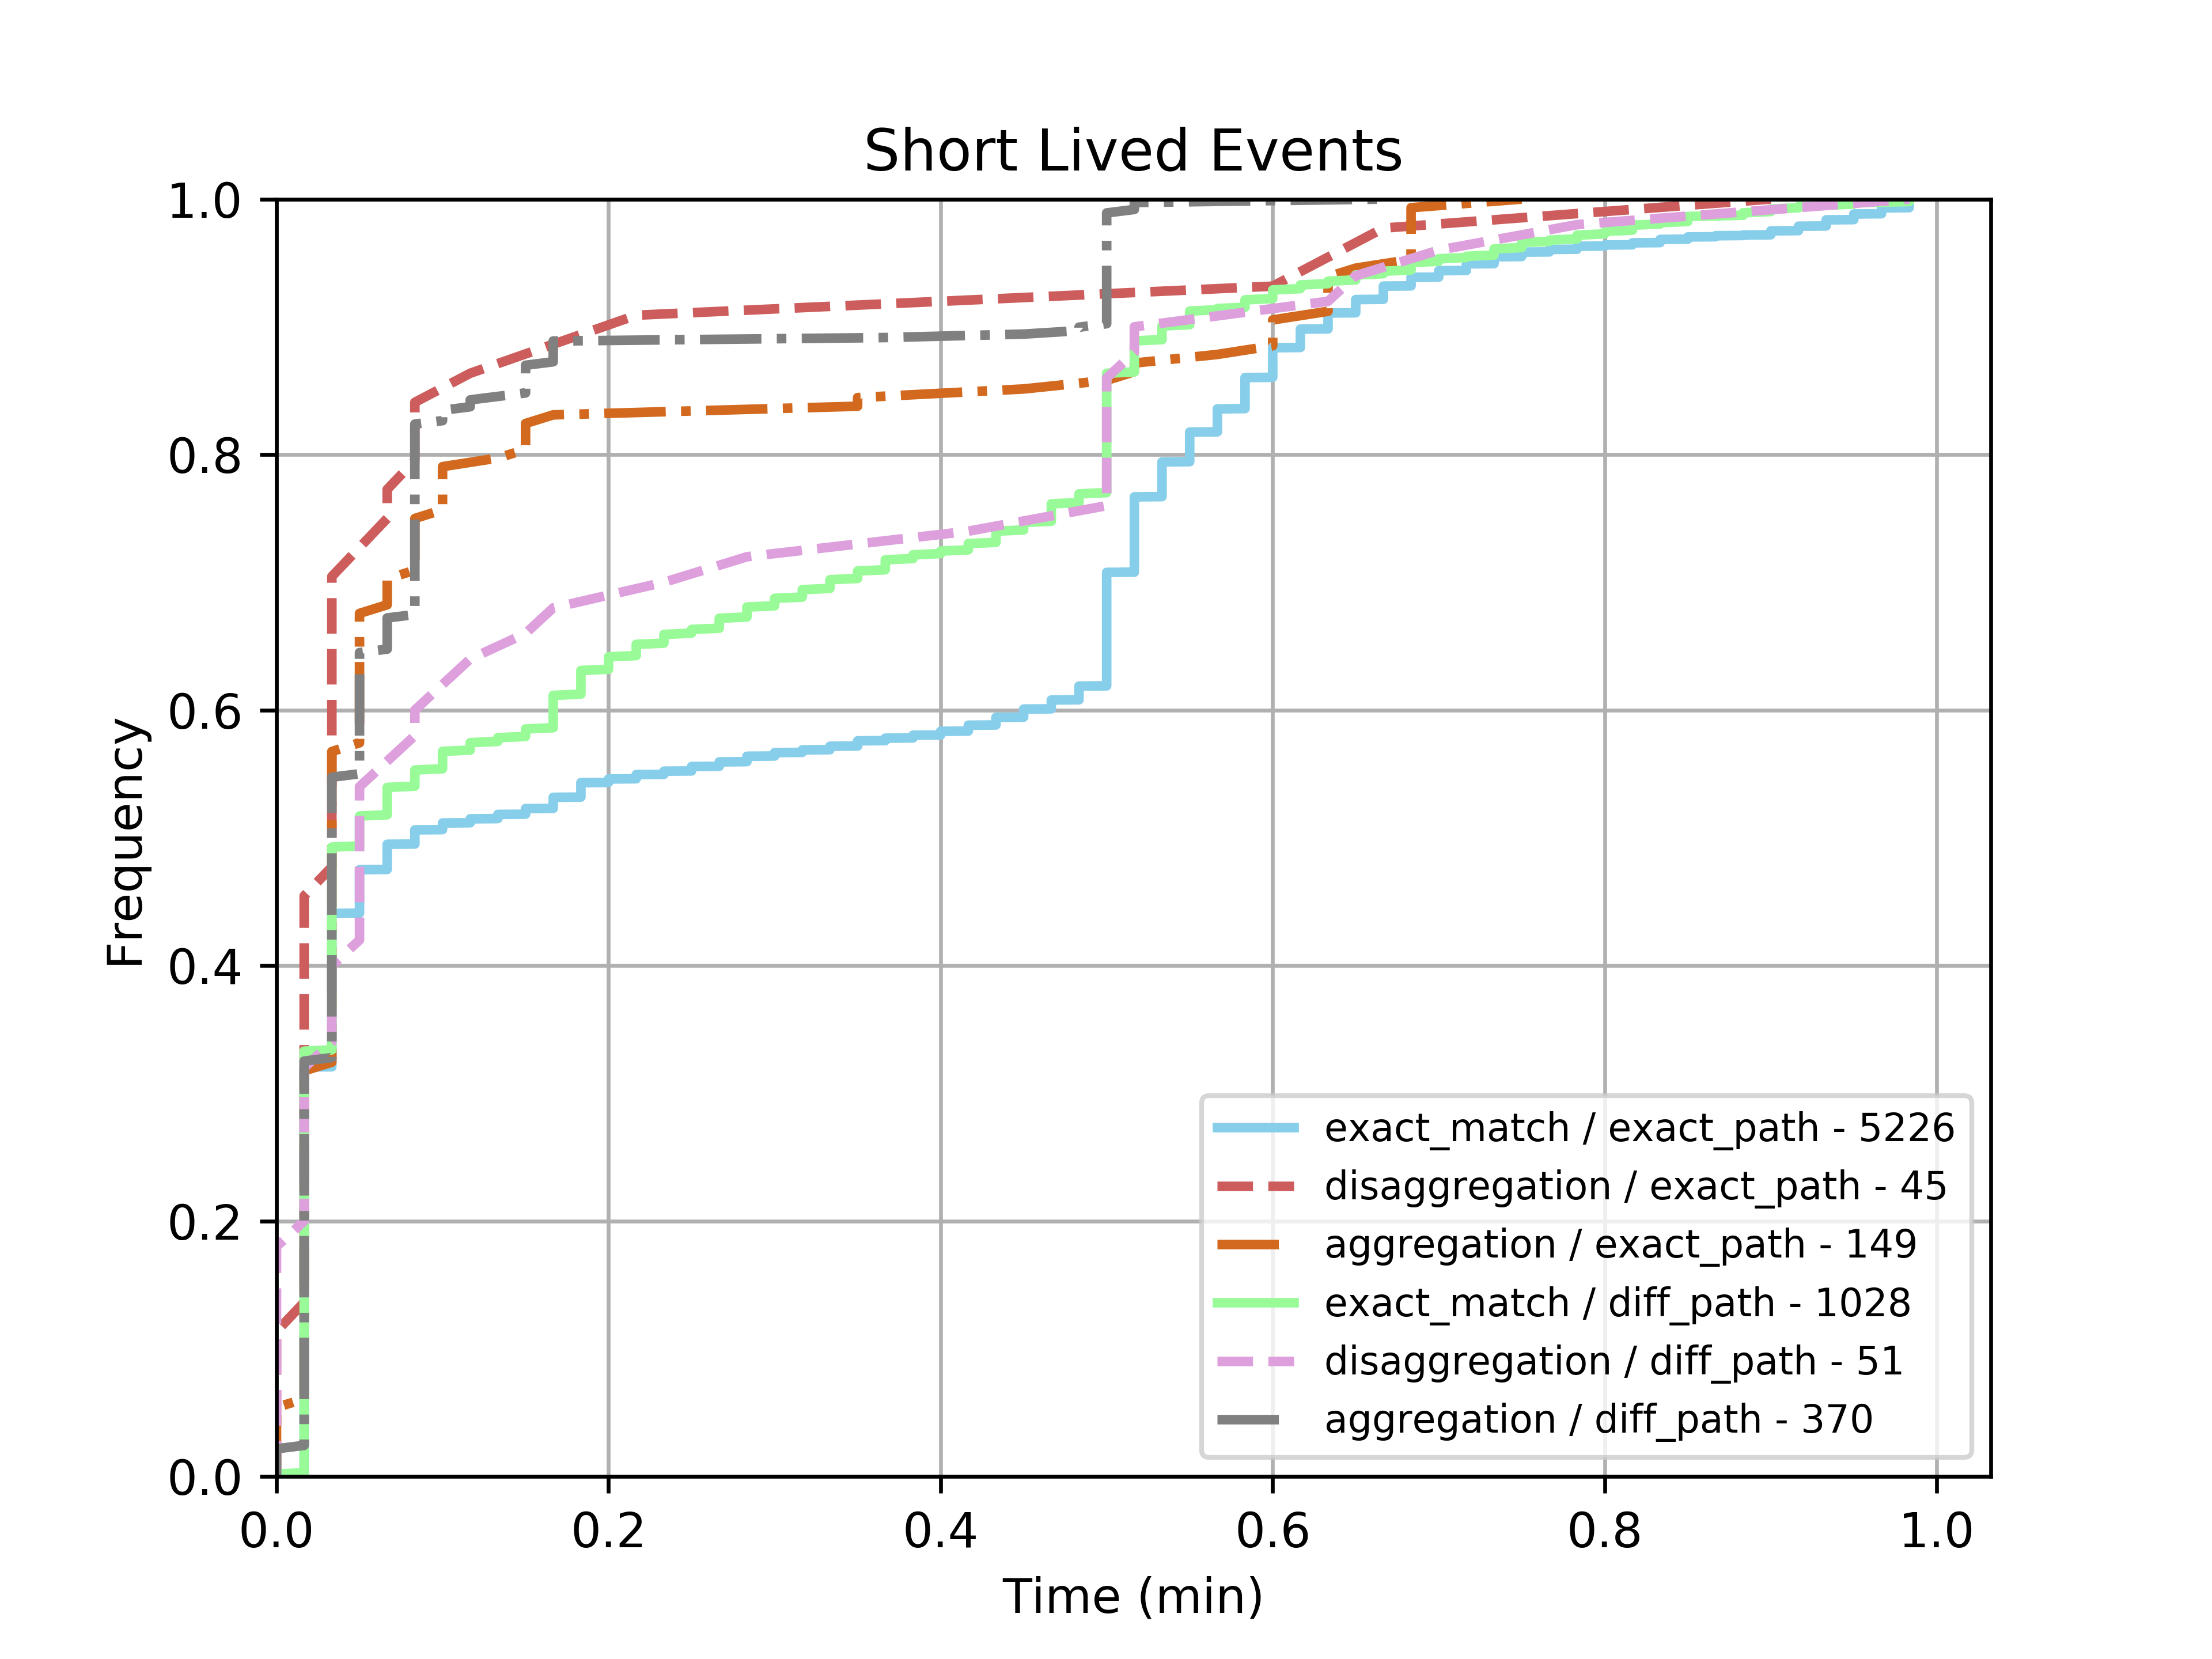 Short Lived Events
1.0
0.8
0.6
0.4
0.2
0.0
Frequency
0.0 0.2 0.4 0.6 0.8 1.0
Time (min)
exact_match / exact_path - 5226
disaggregation / exact_path - 45
aggregation / exact_path - 149
exact_match / diff_path - 1028
disaggregation / diff_path - 51
aggregation / diff_path - 370